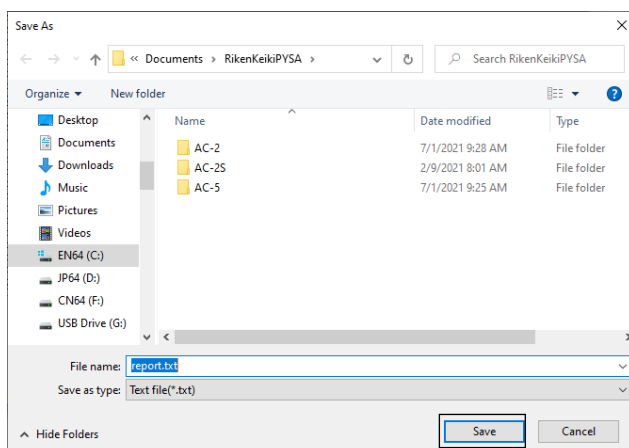 Save As
« Documents › RikenKeikiPYSA ›
Search RikenKeikiPYSA
Organize
New folder
Desktop
Documents
Downloads
Music
Pictures
Videos
EN64 (C:)
JP64 (D:)
CN64 (F:)
USB Drive (G:)
Name Date modified Type
AC-2 7/1/2021 9:28 AM File folder
AC-2S 2/9/2021 8:01 AM File folder
AC-5 7/1/2021 9:25 AM File folder
File name: report.txt
Save as type: Text file(*.txt)
Hide Folders
Save
Cancel